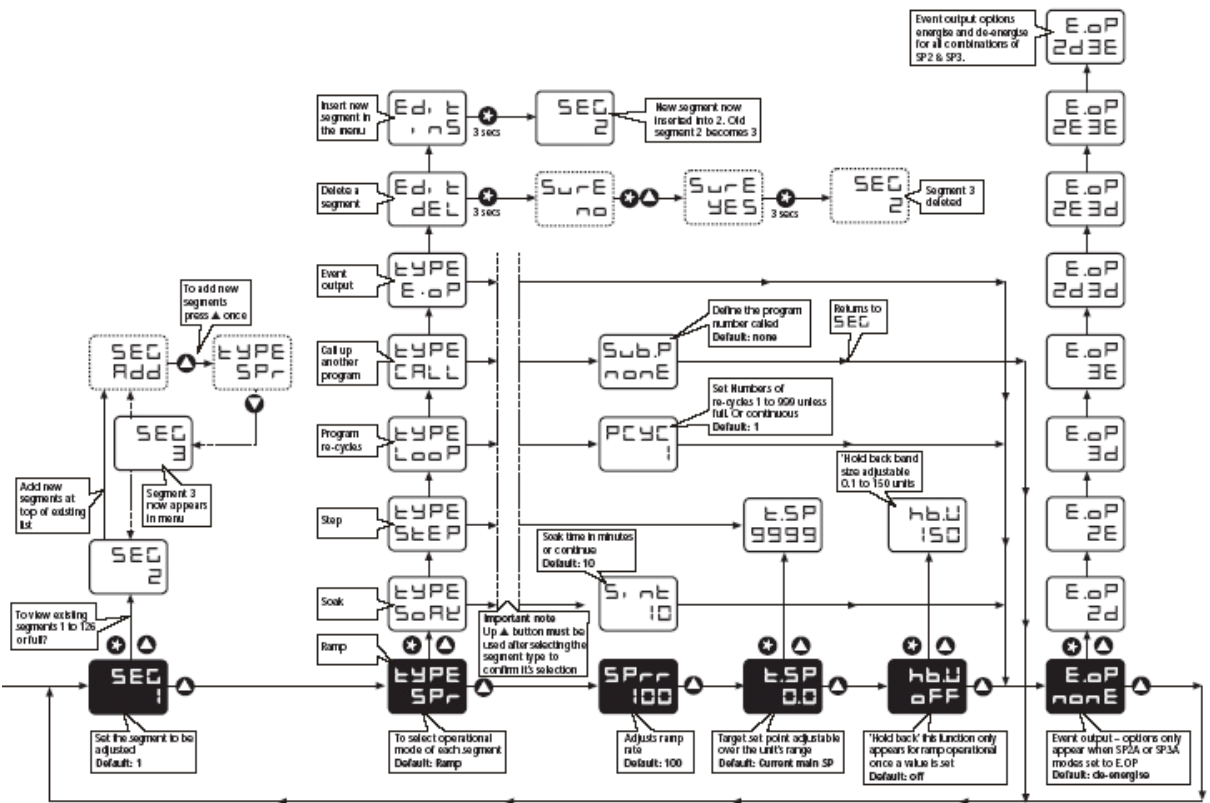 Event output options
energise and de-energise
for all combinations of
SP2 & SP3.
E.oP
2d3E
Insert new
segment in
the menu
Edit
inS
3 secs
SEG
2
New segment now
inserted into 2. Old
segment 2 becomes 3
E.oP
2E3E
Delete a
segment
Edit
dEL
3 secs
SurE
no
SurE
YES
3 secs
SEG
2
Segment 3
deleted
E.oP
2E3d
Event
output
tYPE
E.oP
E.oP
2d3d
To add new
segments
press ▲ once
SEG
Add
tYPE
SPr
Call up
another
program
tYPE
CALL
Sub.P
nonE
Define the program
number called
Default: none
Returns to
SEG
E.oP
3E
SEG
3
Segment 3
now appears
in menu
Program
re-cycles
tYPE
LooP
PCYC
1
Set Numbers of
re-cycles 1 to 999 unless
full. Or continuous
Default: 1
E.oP
3d
Add new
segments at
top of existing
list
Step
tYPE
StEP
t.SP
9999
'Hold back band
size adjustable
0.1 to 150 units
hb.U
150
E.oP
2E
SEG
2
Soak
tYPE
SoAK
Soak time in minutes
or continue
Default: 10
S.int
10
E.oP
2d
To view existing
segments 1 to 126
or full?
Important note
Up ▲ button must be
used after selecting the
segment type to
confirm it's selection
Ramp
SEG
1
tYPE
SPr
SPrr
100
t.SP
0.0
hb.U
oFF
E.oP
nonE
Set the segment to be
adjusted
Default: 1
To select operational
mode of each segment
Default: Ramp
Adjusts ramp
rate
Default: 100
Target set point adjustable
over the unit's range
Default: Current main SP
'Hold back' this function only
appears for ramp operational
once a value is set
Default: off
Event output – options only
appear when SP2A or SP3A
modes set to E.OP
Default: de-energise